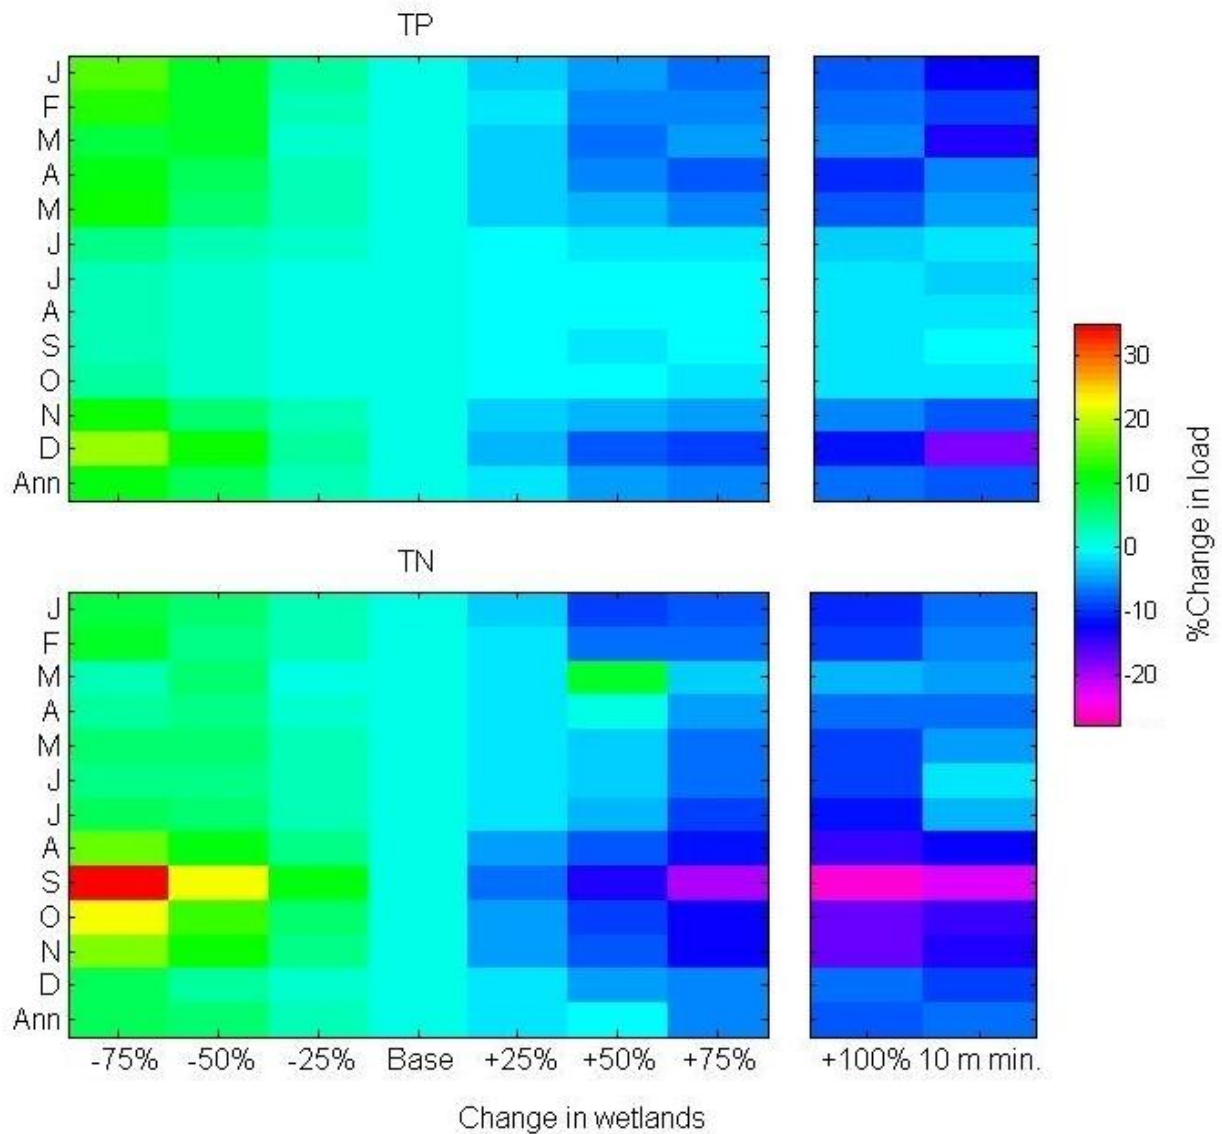 TP
J
F
M
A
M
J
J
A
S
O
N
D
Ann
30
20
10
0
-10
-20
%Change in load
TN
J
F
M
A
M
J
J
A
S
O
N
D
Ann
-75% -50% -25% Base +25% +50% +75% +100% 10 m min.
Change in wetlands